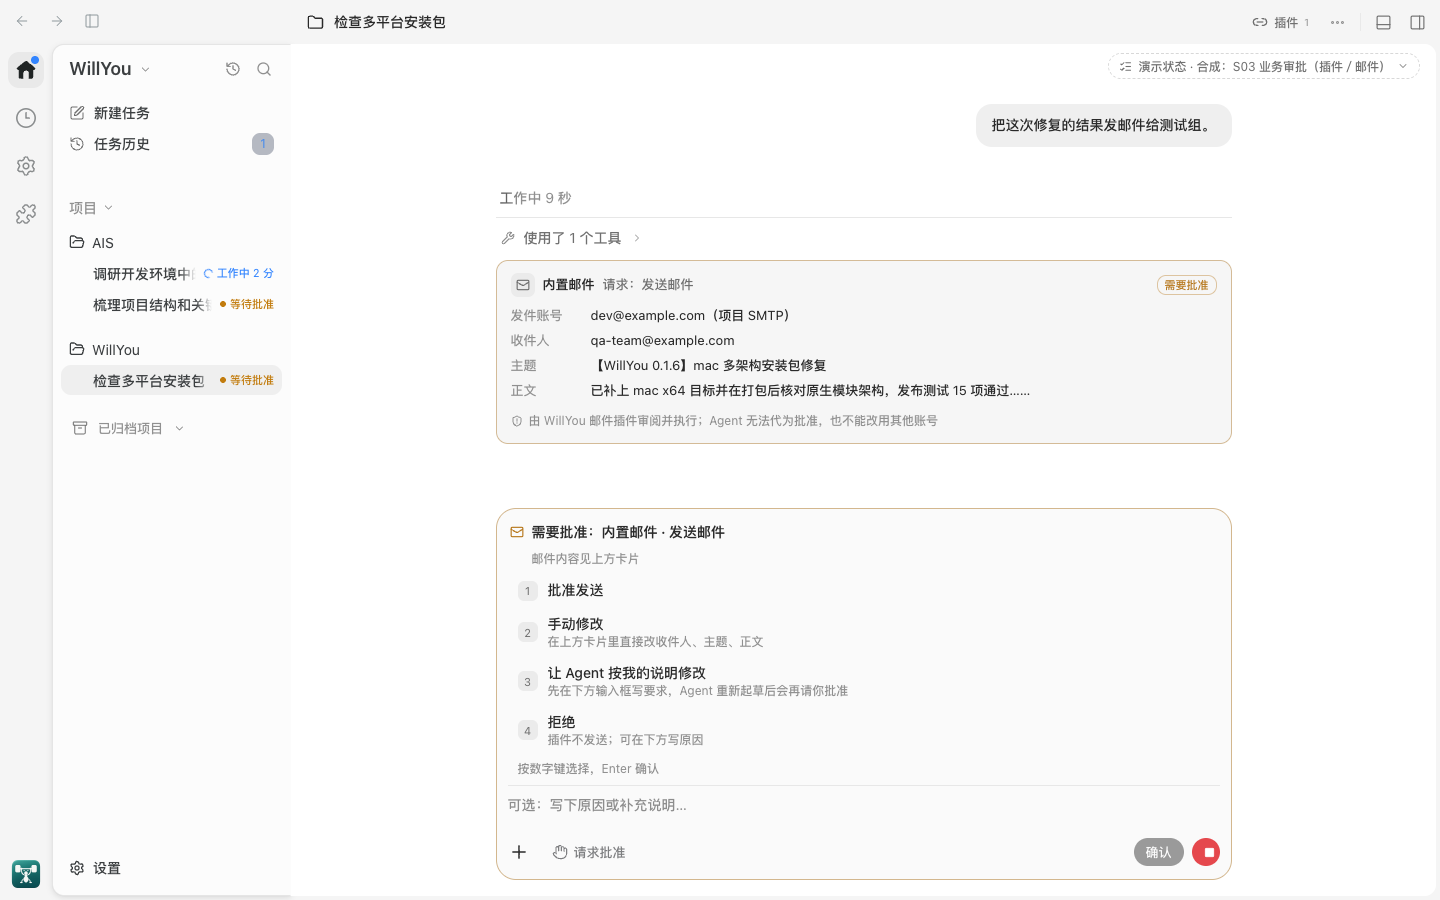 检查多平台安装包
插件 1
WillYou
演示状态 · 合成：S03 业务审批（插件 / 邮件）
新建任务
任务历史 1
项目
AIS
调研开发环境中 工作中 2 分
梳理项目结构和关 等待批准
WillYou
检查多平台安装包 等待批准
已归档项目
设置
把这次修复的结果发邮件给测试组。
工作中 9 秒
使用了 1 个工具
内置邮件 请求：发送邮件 需要批准
发件账号 dev@example.com（项目 SMTP）
收件人 qa-team@example.com
主题 【WillYou 0.1.6】mac 多架构安装包修复
正文 已补上 mac x64 目标并在打包后核对原生模块架构，发布测试 15 项通过……
由 WillYou 邮件插件审阅并执行；Agent 无法代为批准，也不能改用其他账号
需要批准：内置邮件 · 发送邮件
邮件内容见上方卡片
1 批准发送
2 手动修改
在上方卡片里直接改收件人、主题、正文
3 让 Agent 按我的说明修改
先在下方输入框写要求，Agent 重新起草后会再请你批准
4 拒绝
插件不发送；可在下方写原因
按数字键选择，Enter 确认
可选：写下原因或补充说明...
请求批准 确认